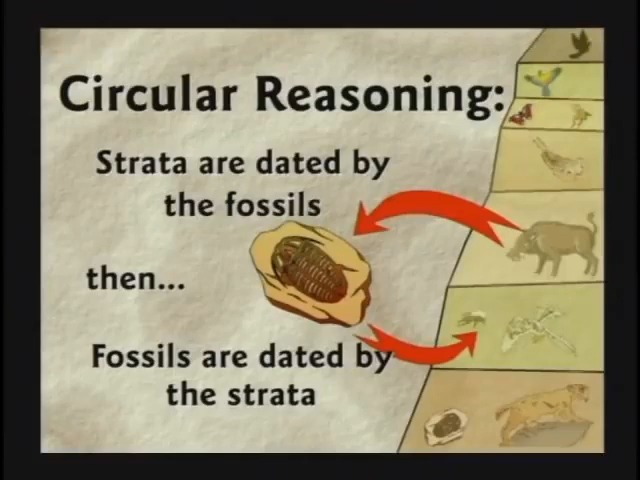 Circular Reasoning:
Strata are dated by
the fossils
then...
Fossils are dated by
the strata